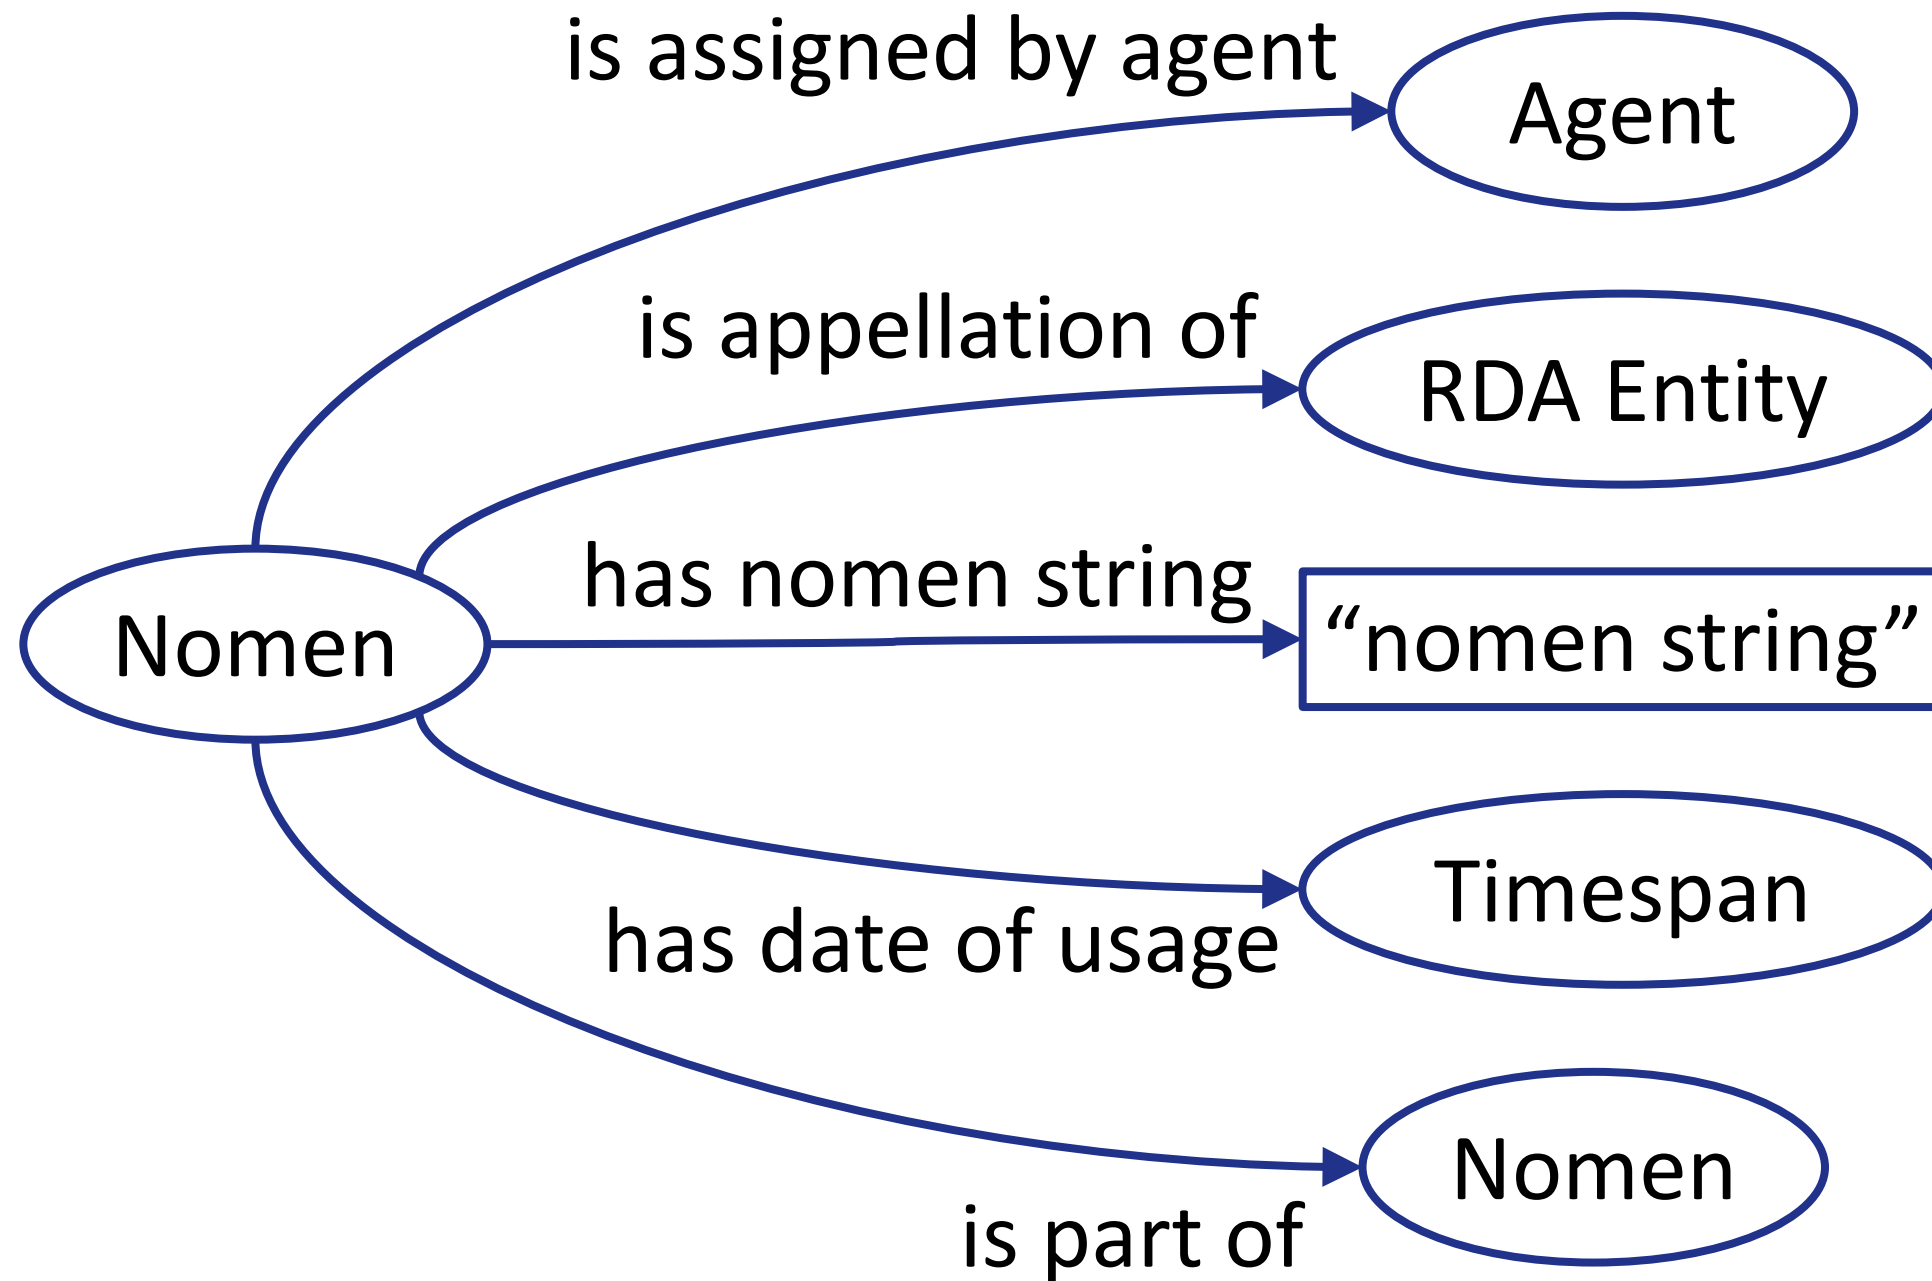 is assigned by agent
Agent
is appellation of
RDA Entity
has nomen string
“nomen string”
Nomen
Timespan
has date of usage
Nomen
is part of